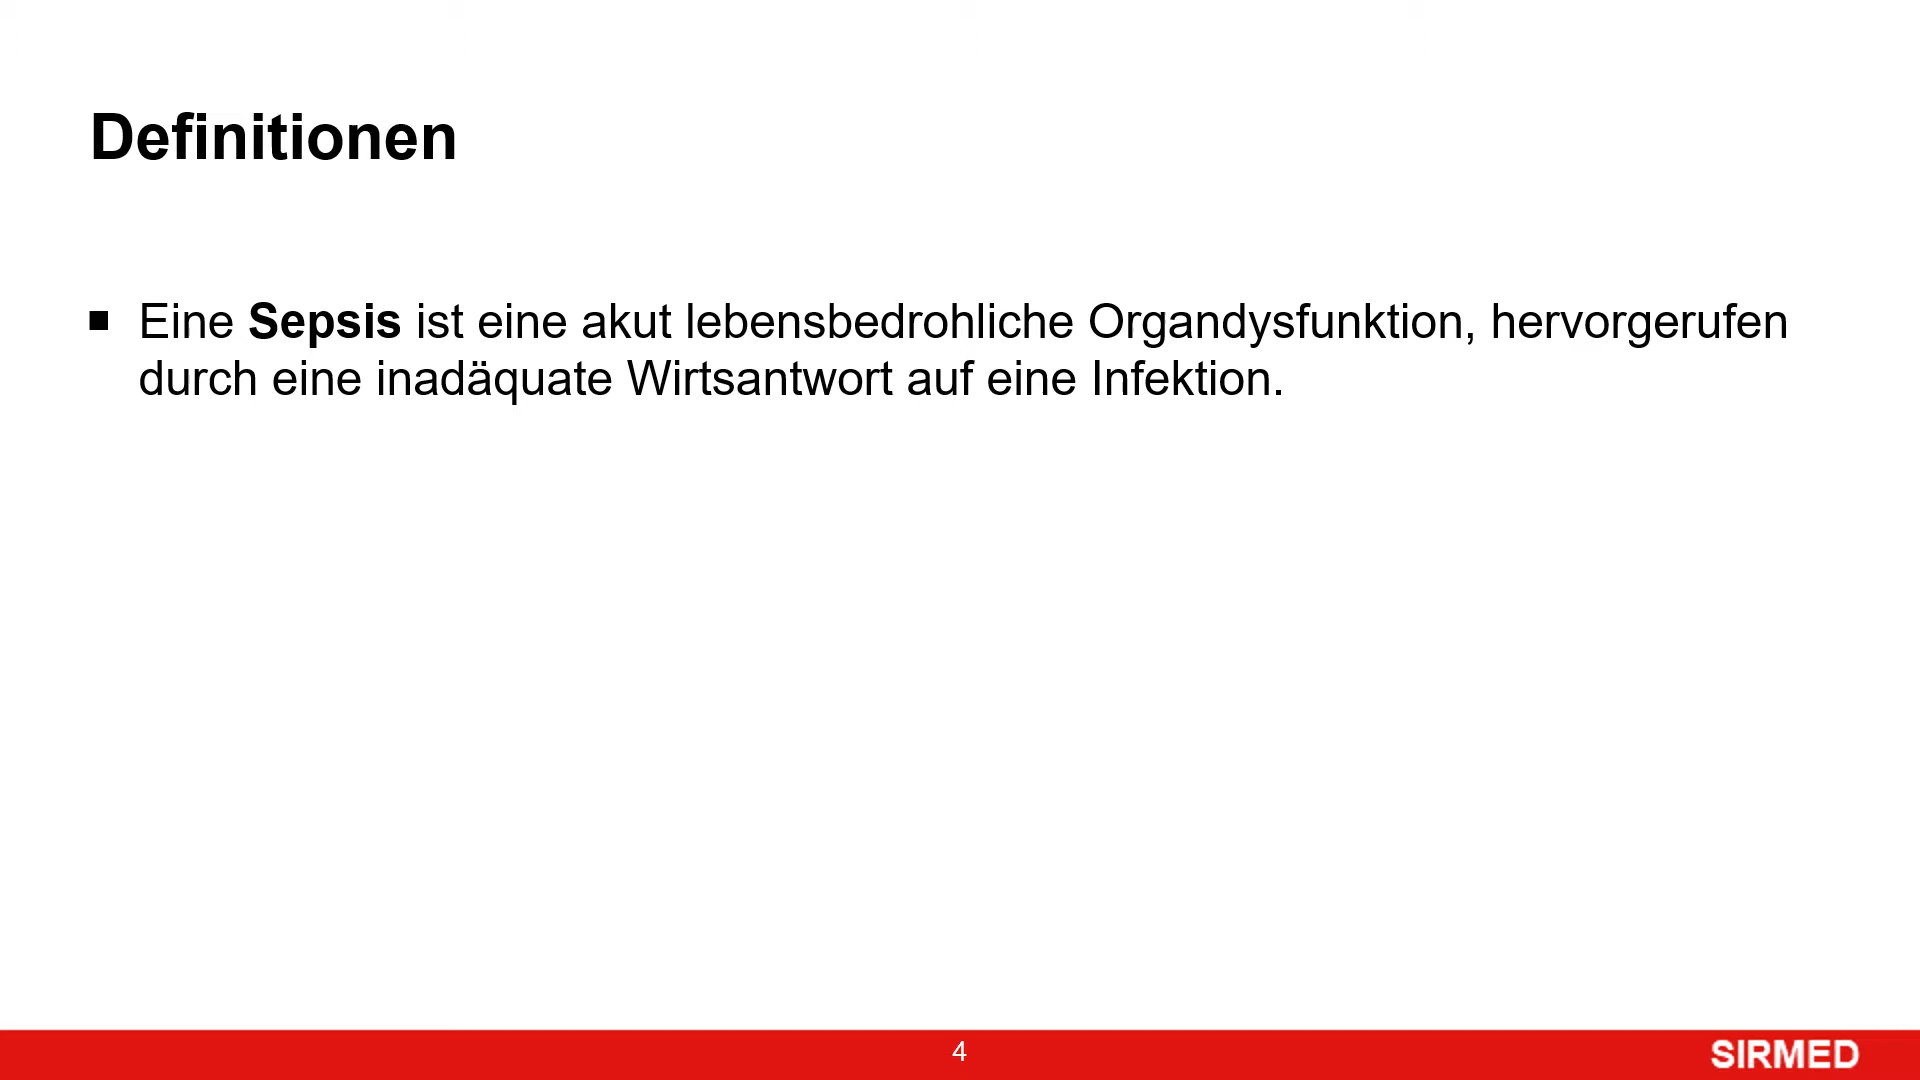 Definitionen
■ Eine Sepsis ist eine akut lebensbedrohliche Organdysfunktion, hervorgerufen
durch eine inadäquate Wirtsantwort auf eine Infektion.
4
SIRMED